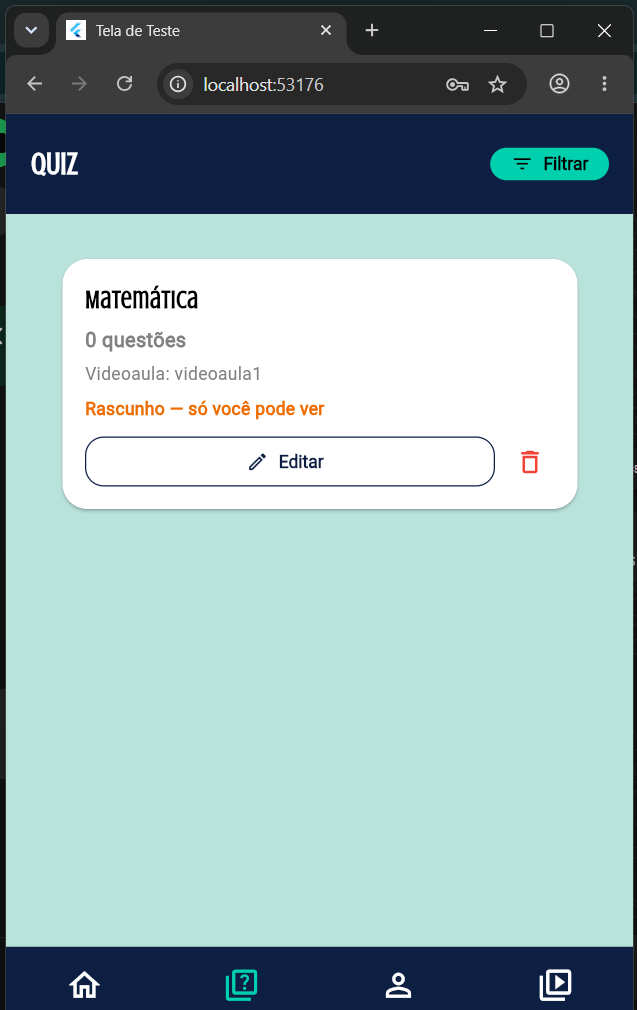 Tela de Teste
localhost:53176
QUIZ
Filtrar
Matemática
0 questões
Videoaula: videoaula1
Rascunho — só você pode ver
Editar